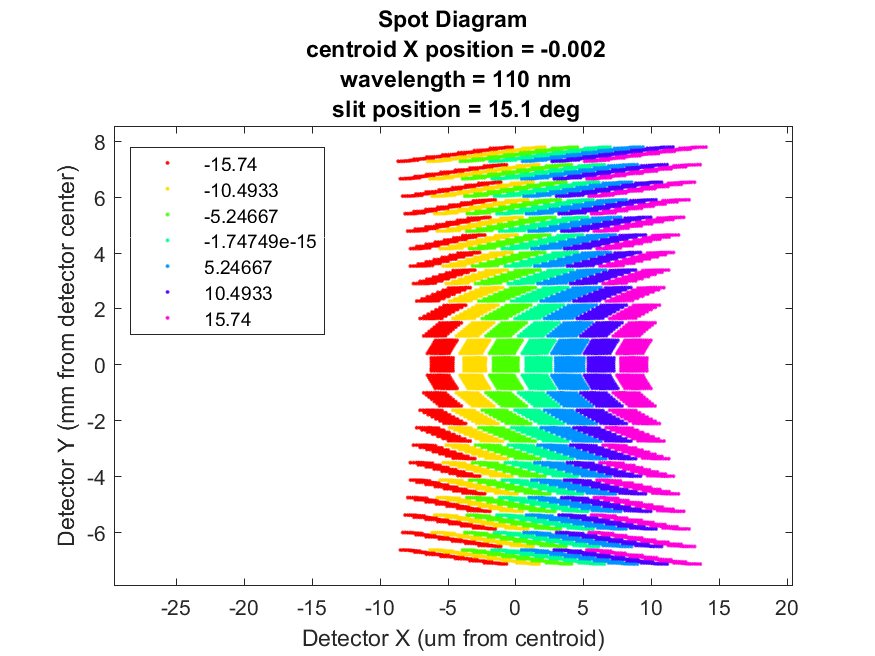 Spot Diagram
centroid X position = -0.002
wavelength = 110 nm
slit position = 15.1 deg
8
6
4
2
0
-2
-4
-6
Detector Y (mm from detector center)
-15.74
-10.4933
-5.24667
-1.74749e-15
5.24667
10.4933
15.74
-25 -20 -15 -10 -5 0 5 10 15 20
Detector X (um from centroid)